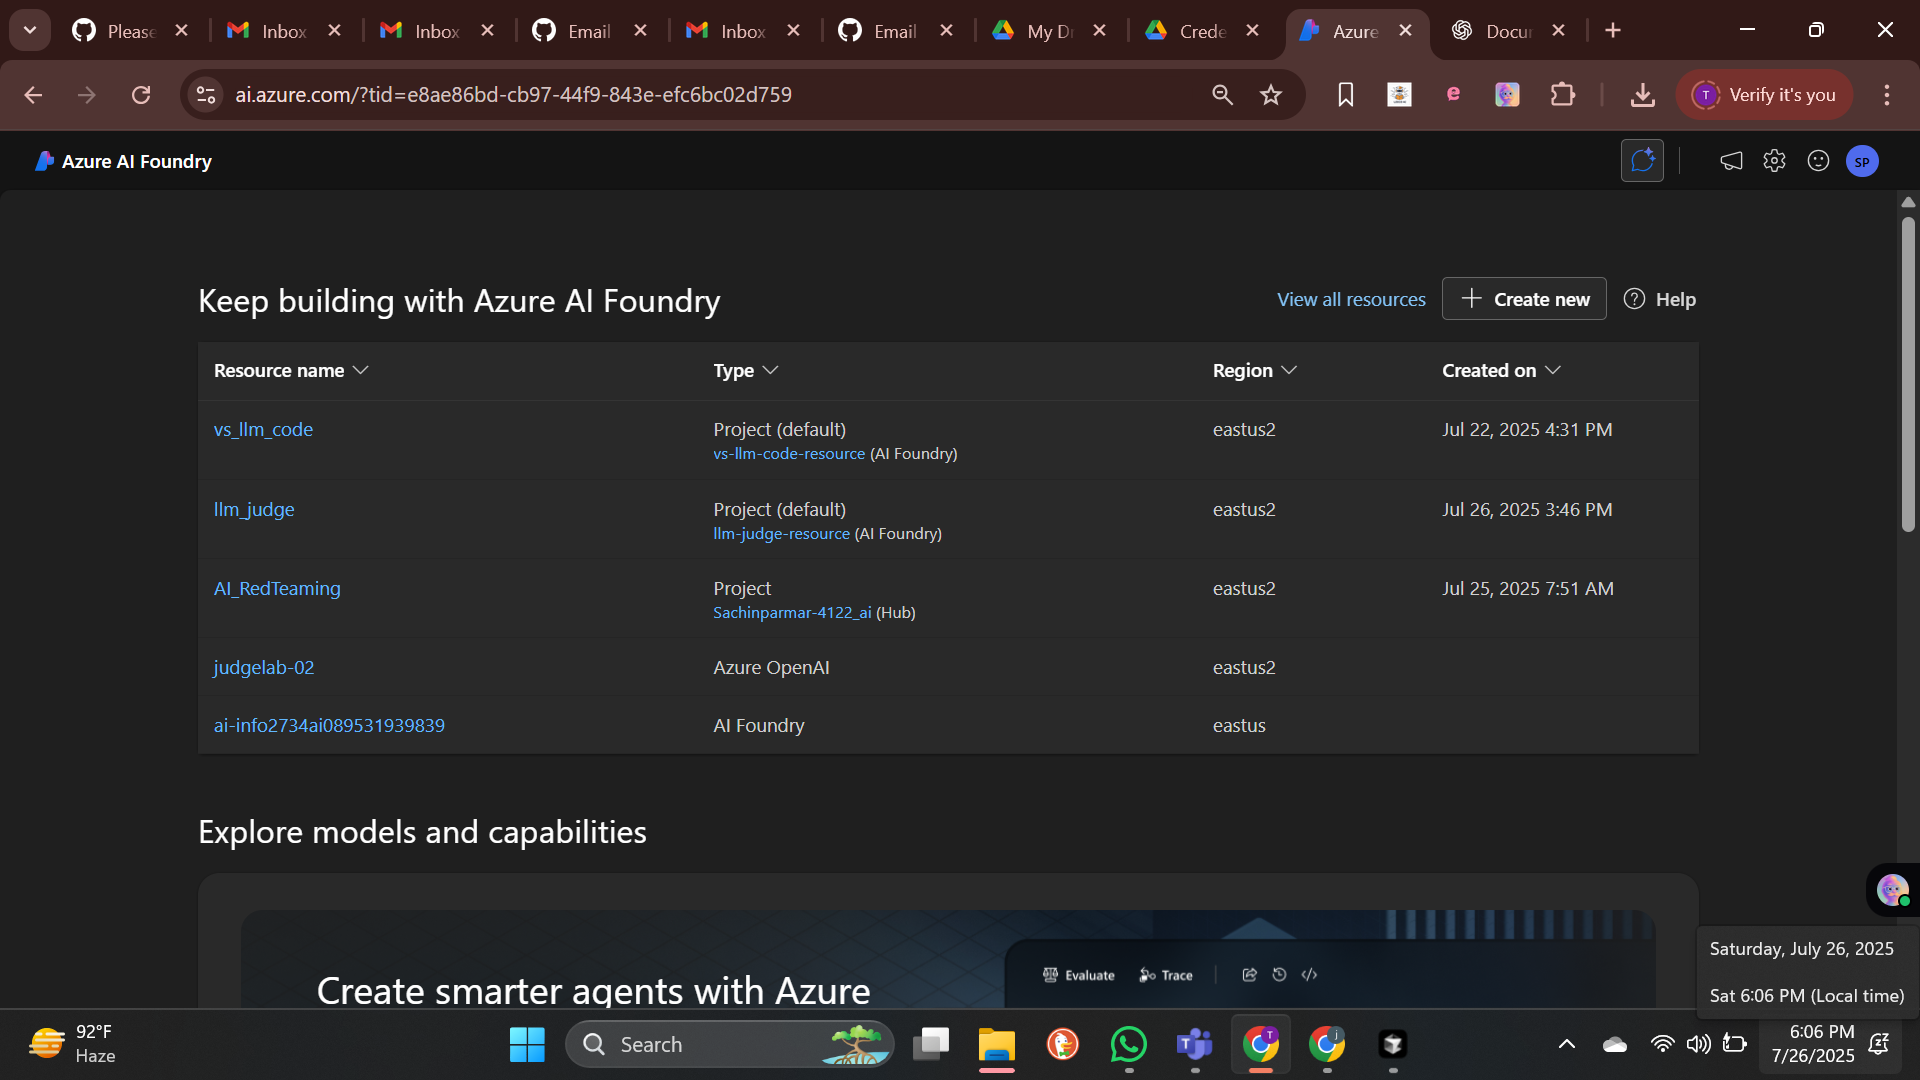 Please
Inbox
Inbox
Email
Inbox
Email
My Dr
Crede
Azure
Docur
ai.azure.com/?tid=e8ae86bd-cb97-44f9-843e-efc6bc02d759
T
Verify it's you
Azure AI Foundry
SP
Keep building with Azure AI Foundry
View all resources
Create new
Help
Resource name
Type
Region
Created on
vs_llm_code
Project (default)
eastus2
Jul 22, 2025 4:31 PM
vs-llm-code-resource (AI Foundry)
llm_judge
Project (default)
eastus2
Jul 26, 2025 3:46 PM
llm-judge-resource (AI Foundry)
AI_RedTeaming
Project
eastus2
Jul 25, 2025 7:51 AM
Sachinparmar-4122_ai (Hub)
judgelab-02
Azure OpenAI
eastus2
ai-info2734ai089531939839
AI Foundry
eastus
Explore models and capabilities
Create smarter agents with Azure
Evaluate
Trace
Saturday, July 26, 2025
Sat 6:06 PM (Local time)
92°F
Haze
Search
6:06 PM
7/26/2025